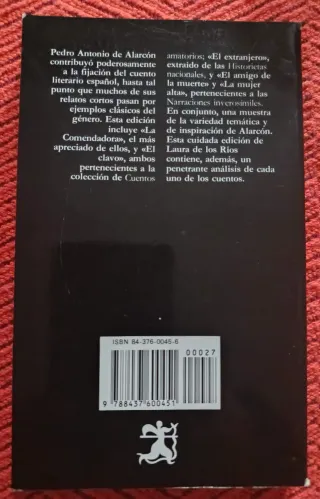 Pedro Antonio de Alarcón
contribuyó poderosamente
a la fijación del cuento
literario español, hasta tal
punto que muchos de sus
relatos cortos pasan por
ejemplos clásicos del
género. Esta edición
incluye «La
Comendadora», el más
apreciado de ellos, y «El
clavo», ambos
pertenecientes a la
colección de Cuentos
amatorios; «El extranjero»,
extraído de las Historietas
nacionales, y «El amigo de
la muerte» y «La mujer
alta», pertenecientes a las
Narraciones inverosímiles.
En conjunto, una muestra
de la variedad temática y
de inspiración de Alarcón.
Esta cuidada edición de
Laura de los Ríos
contiene, además, un
penetrante análisis de cada
uno de los cuentos.
ISBN 84-376-0045-6
00027
9 788437 600451